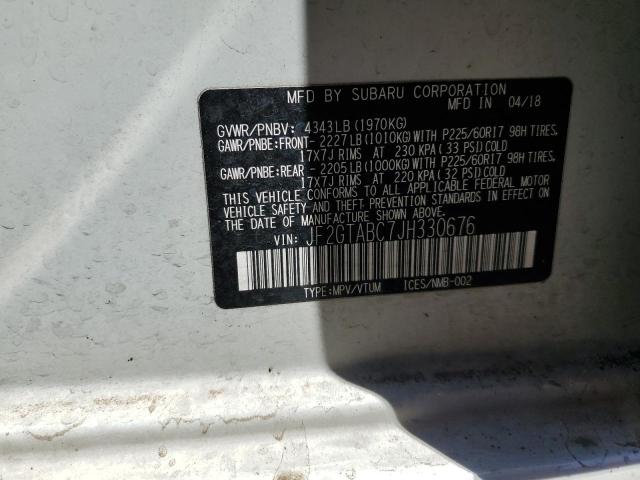 MFD BY SUBARU CORPORATION
MFD IN 04/18
GVWR/PNBV: 4343LB (1970KG)
GAWR/PNBE:FRONT- 2227LB(1010KG)WITH P225/60R17 98H TIRES,
17X7J RIMS AT 230 KPA( 33 PSI)COLD
GAWR/PNBE:REAR - 2205LB(1000KG)WITH P225/60R17 98H TIRES,
17X7J RIMS AT 220 KPA( 32 PSI)COLD
THIS VEHICLE CONFORMS TO ALL APPLICABLE FEDERAL MOTOR
VEHICLE SAFETY AND THEFT PREVENTION STANDARDS IN EFFECT ON
THE DATE OF MANUFACTURE SHOWN ABOVE.
VIN: JF2GTABC7JH330676
TYPE:MPV/VTUM ICES/NMB-002